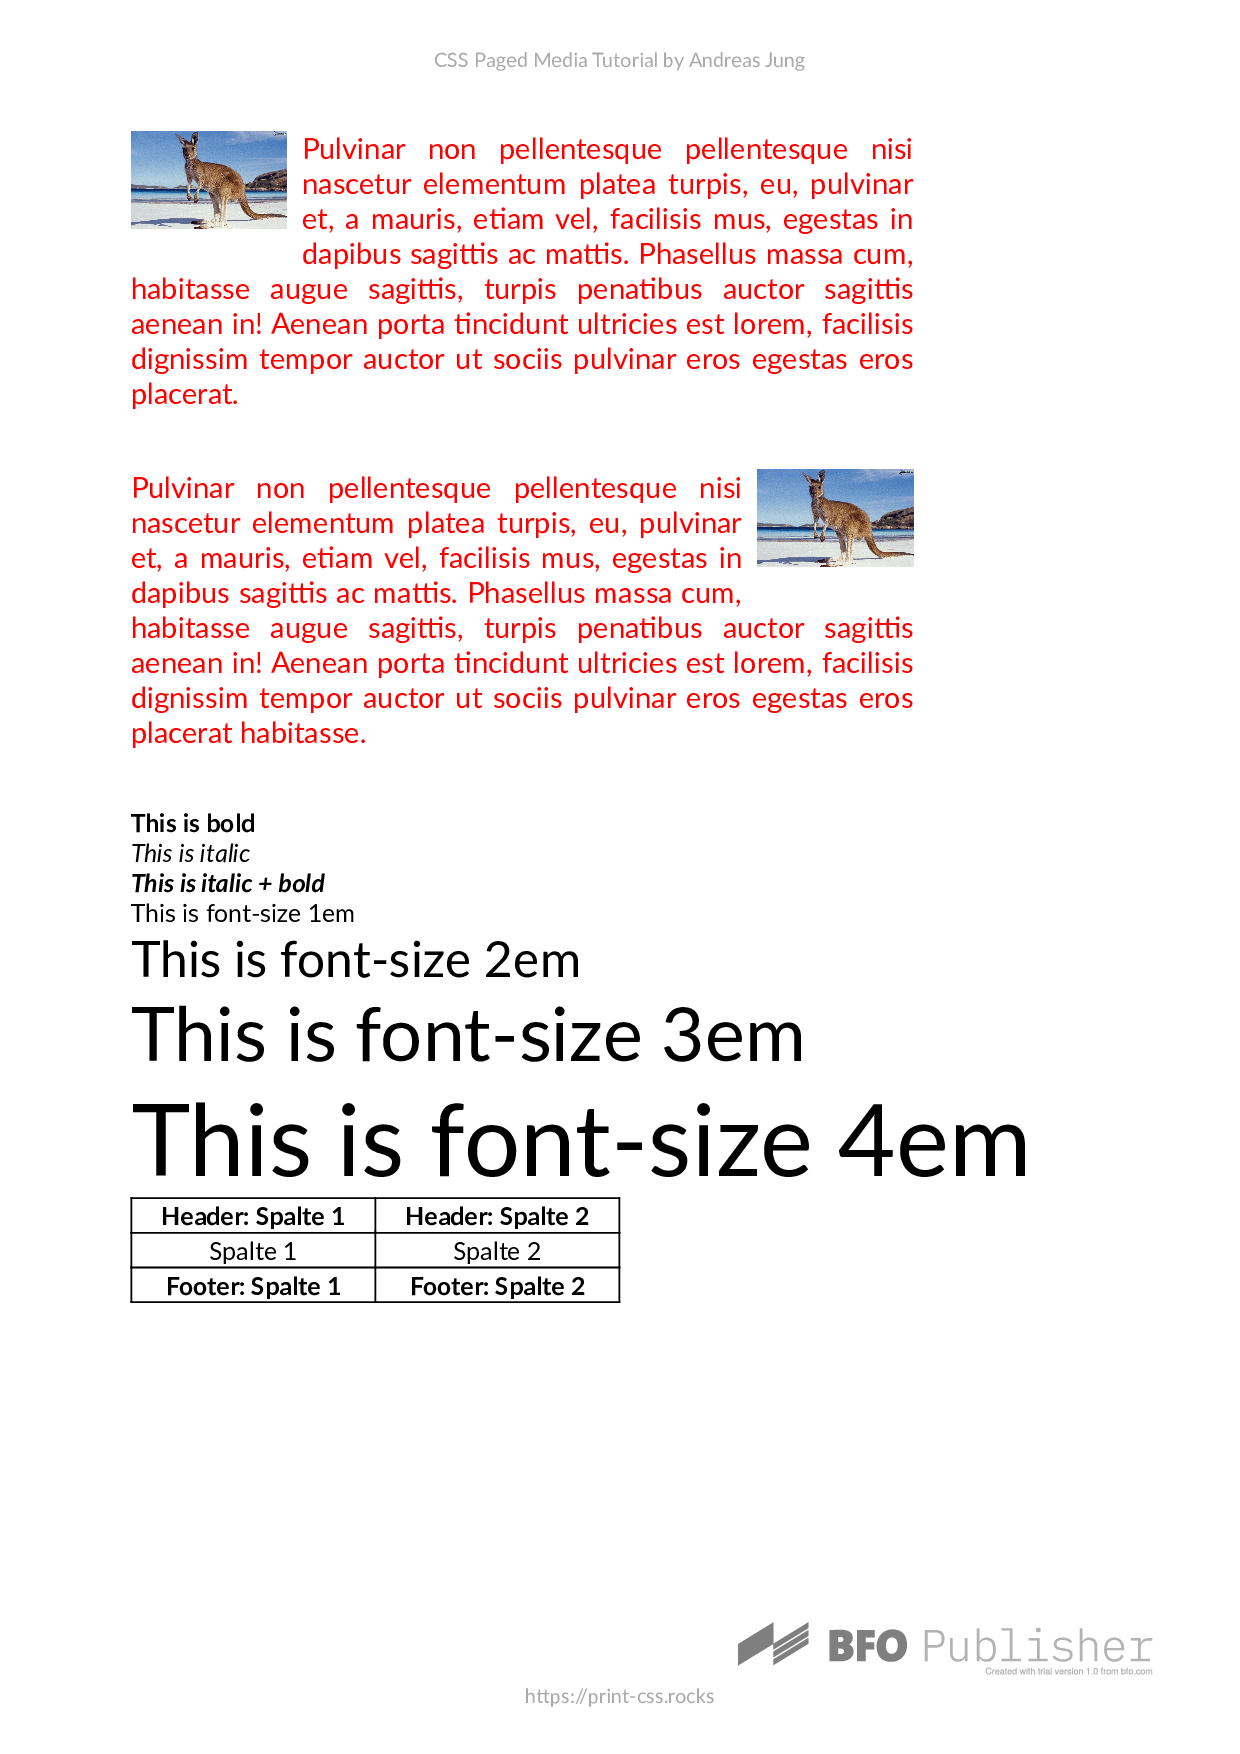 CSS Paged Media Tutorial by Andreas Jung
Pulvinar non pellentesque pellentesque nisi
nascetur elementum platea turpis, eu, pulvinar
et, a mauris, etiam vel, facilisis mus, egestas in
dapibus sagittis ac mattis. Phasellus massa cum,
habitasse augue sagittis, turpis penatibus auctor sagittis
aenean in! Aenean porta tincidunt ultricies est lorem, facilisis
dignissim tempor auctor ut sociis pulvinar eros egestas eros
placerat.
Pulvinar non pellentesque pellentesque nisi
nascetur elementum platea turpis, eu, pulvinar
et, a mauris, etiam vel, facilisis mus, egestas in
dapibus sagittis ac mattis. Phasellus massa cum,
habitasse augue sagittis, turpis penatibus auctor sagittis
aenean in! Aenean porta tincidunt ultricies est lorem, facilisis
dignissim tempor auctor ut sociis pulvinar eros egestas eros
placerat habitasse.
This is bold
This is italic
This is italic + bold
This is font-size 1em
This is font-size 2em
This is font-size 3em
This is font-size 4em
Header: Spalte 1 Header: Spalte 2
Spalte 1 Spalte 2
Footer: Spalte 1 Footer: Spalte 2
BFO Publisher
Created with trial version 1.0 from bfo.com
https://print-css.rocks